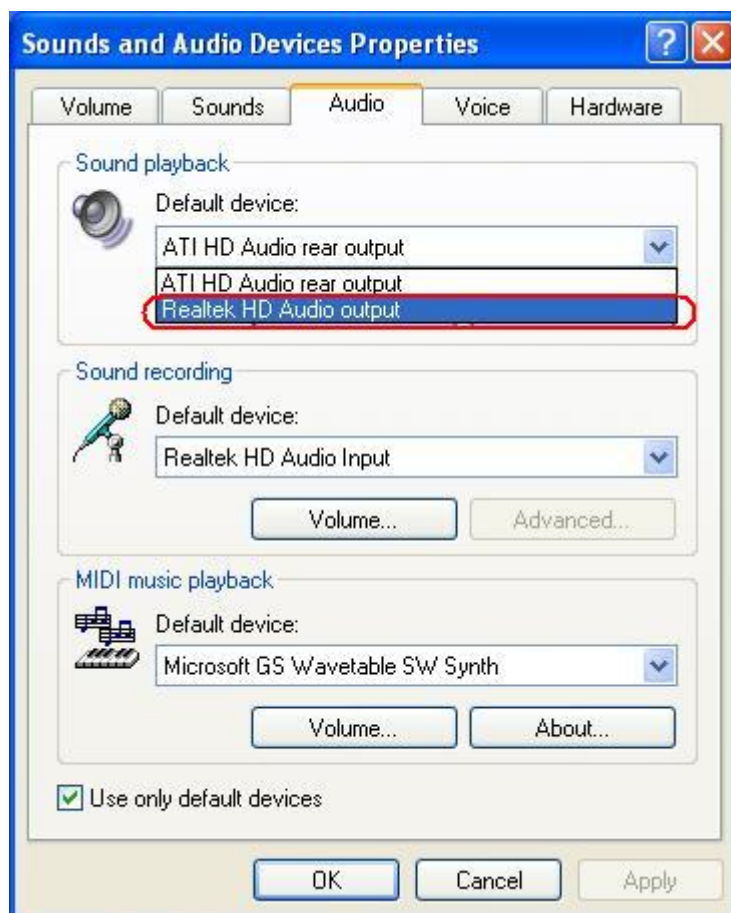 Sounds and Audio Devices Properties
Volume Sounds Audio Voice Hardware
Sound playback
Default device:
ATI HD Audio rear output
ATI HD Audio rear output
Realtek HD Audio output
Sound recording
Default device:
Realtek HD Audio Input
Volume... Advanced...
MIDI music playback
Default device:
Microsoft GS Wavetable SW Synth
Volume... About...
Use only default devices
OK Cancel Apply